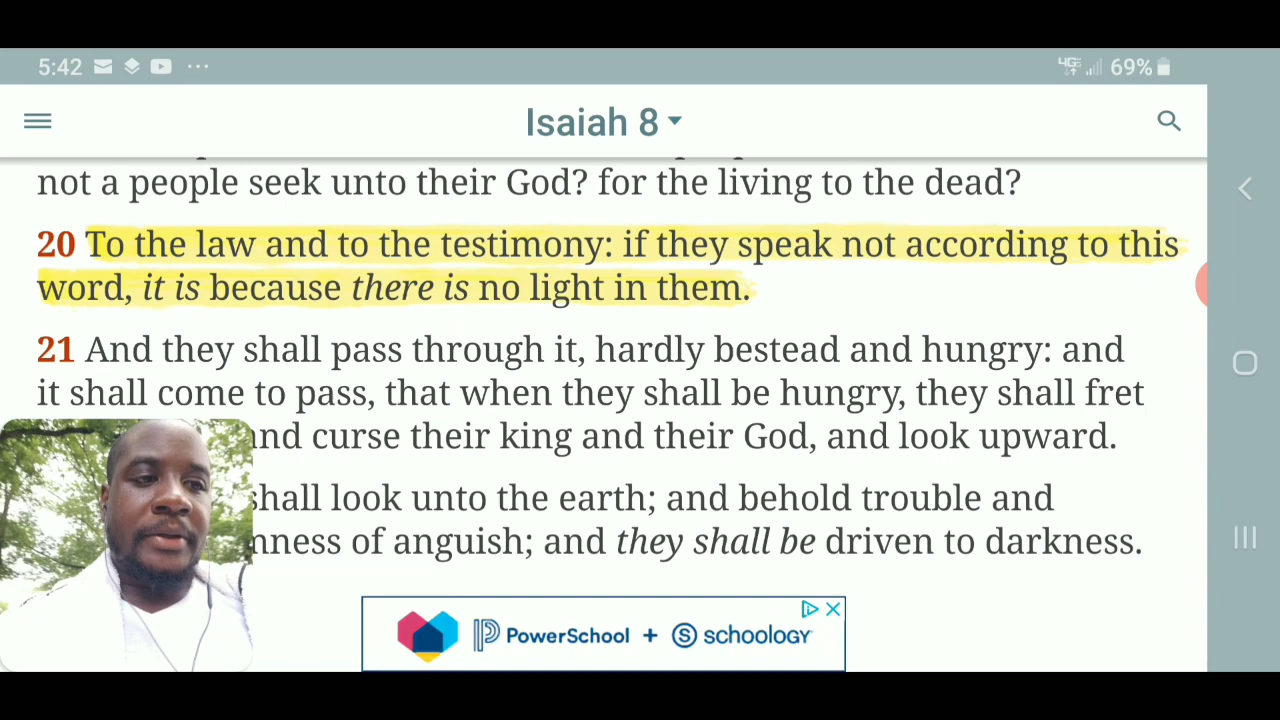 5:42
4G 69%
Isaiah 8
not a people seek unto their God? for the living to the dead?
20 To the law and to the testimony: if they speak not according to this
word, it is because there is no light in them.
21 And they shall pass through it, hardly bestead and hungry: and
it shall come to pass, that when they shall be hungry, they shall fret
and curse their king and their God, and look upward.
shall look unto the earth; and behold trouble and
mness of anguish; and they shall be driven to darkness.
PowerSchool + S schoology